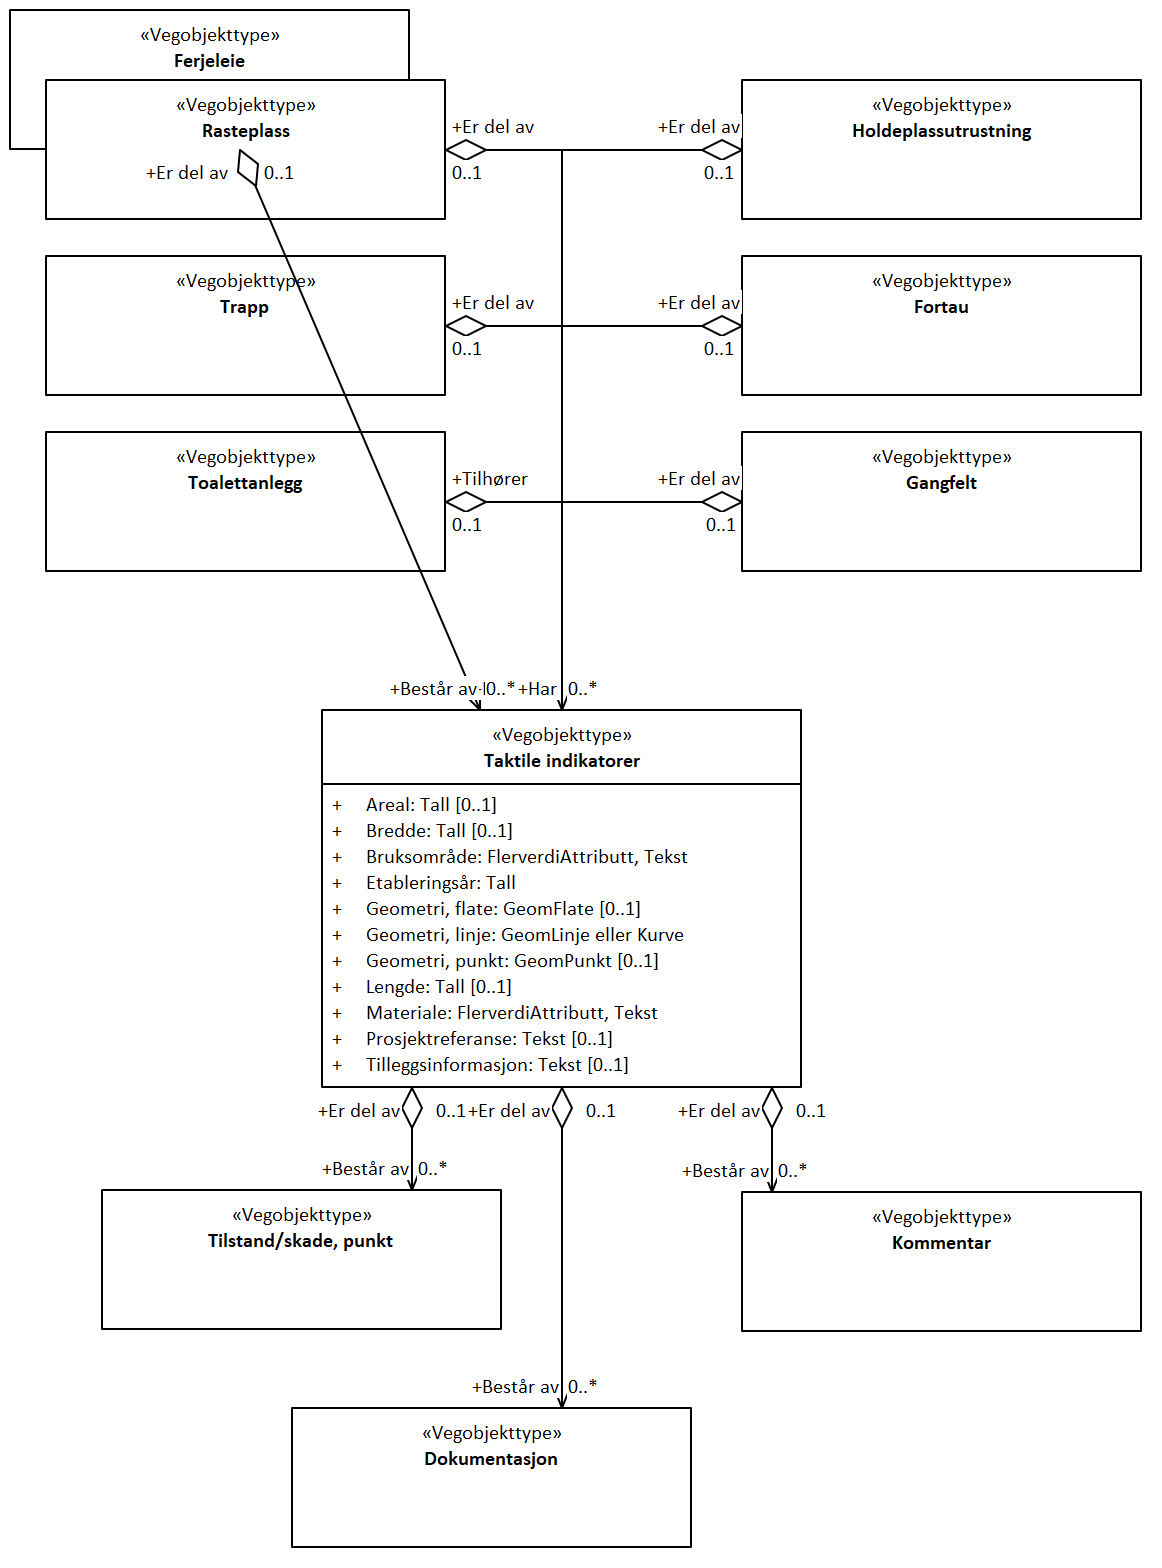 «Vegobjekttype»
Ferjeleie
«Vegobjekttype»
Rasteplass
+Er del av 0..1
+Er del av
0..1
+Er del av
0..1
«Vegobjekttype»
Holdeplassutrustning
«Vegobjekttype»
Trapp
+Er del av
0..1
+Er del av
0..1
«Vegobjekttype»
Fortau
«Vegobjekttype»
Toalettanlegg
+Tilhører
0..1
+Er del av
0..1
«Vegobjekttype»
Gangfelt
+Består av 0..* +Har 0..*
«Vegobjekttype»
Taktile indikatorer
+ Areal: Tall [0..1]
+ Bredde: Tall [0..1]
+ Bruksområde: FlerverdiAttributt, Tekst
+ Etableringsår: Tall
+ Geometri, flate: GeomFlate [0..1]
+ Geometri, linje: GeomLinje eller Kurve
+ Geometri, punkt: GeomPunkt [0..1]
+ Lengde: Tall [0..1]
+ Materiale: FlerverdiAttributt, Tekst
+ Prosjektreferanse: Tekst [0..1]
+ Tilleggsinformasjon: Tekst [0..1]
+Er del av 0..1 +Er del av 0..1 +Er del av 0..1
+Består av 0..*
+Består av 0..*
«Vegobjekttype»
Tilstand/skade, punkt
«Vegobjekttype»
Kommentar
+Består av 0..*
«Vegobjekttype»
Dokumentasjon